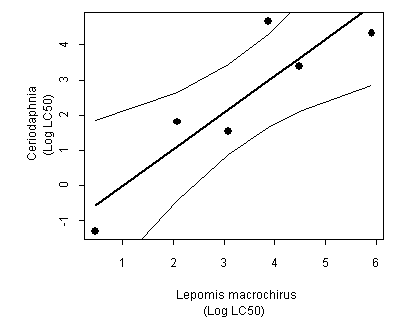 Ceriodaphnia
(Log LC50)
4
3
2
1
0
-1
1 2 3 4 5 6
Lepomis macrochirus
(Log LC50)